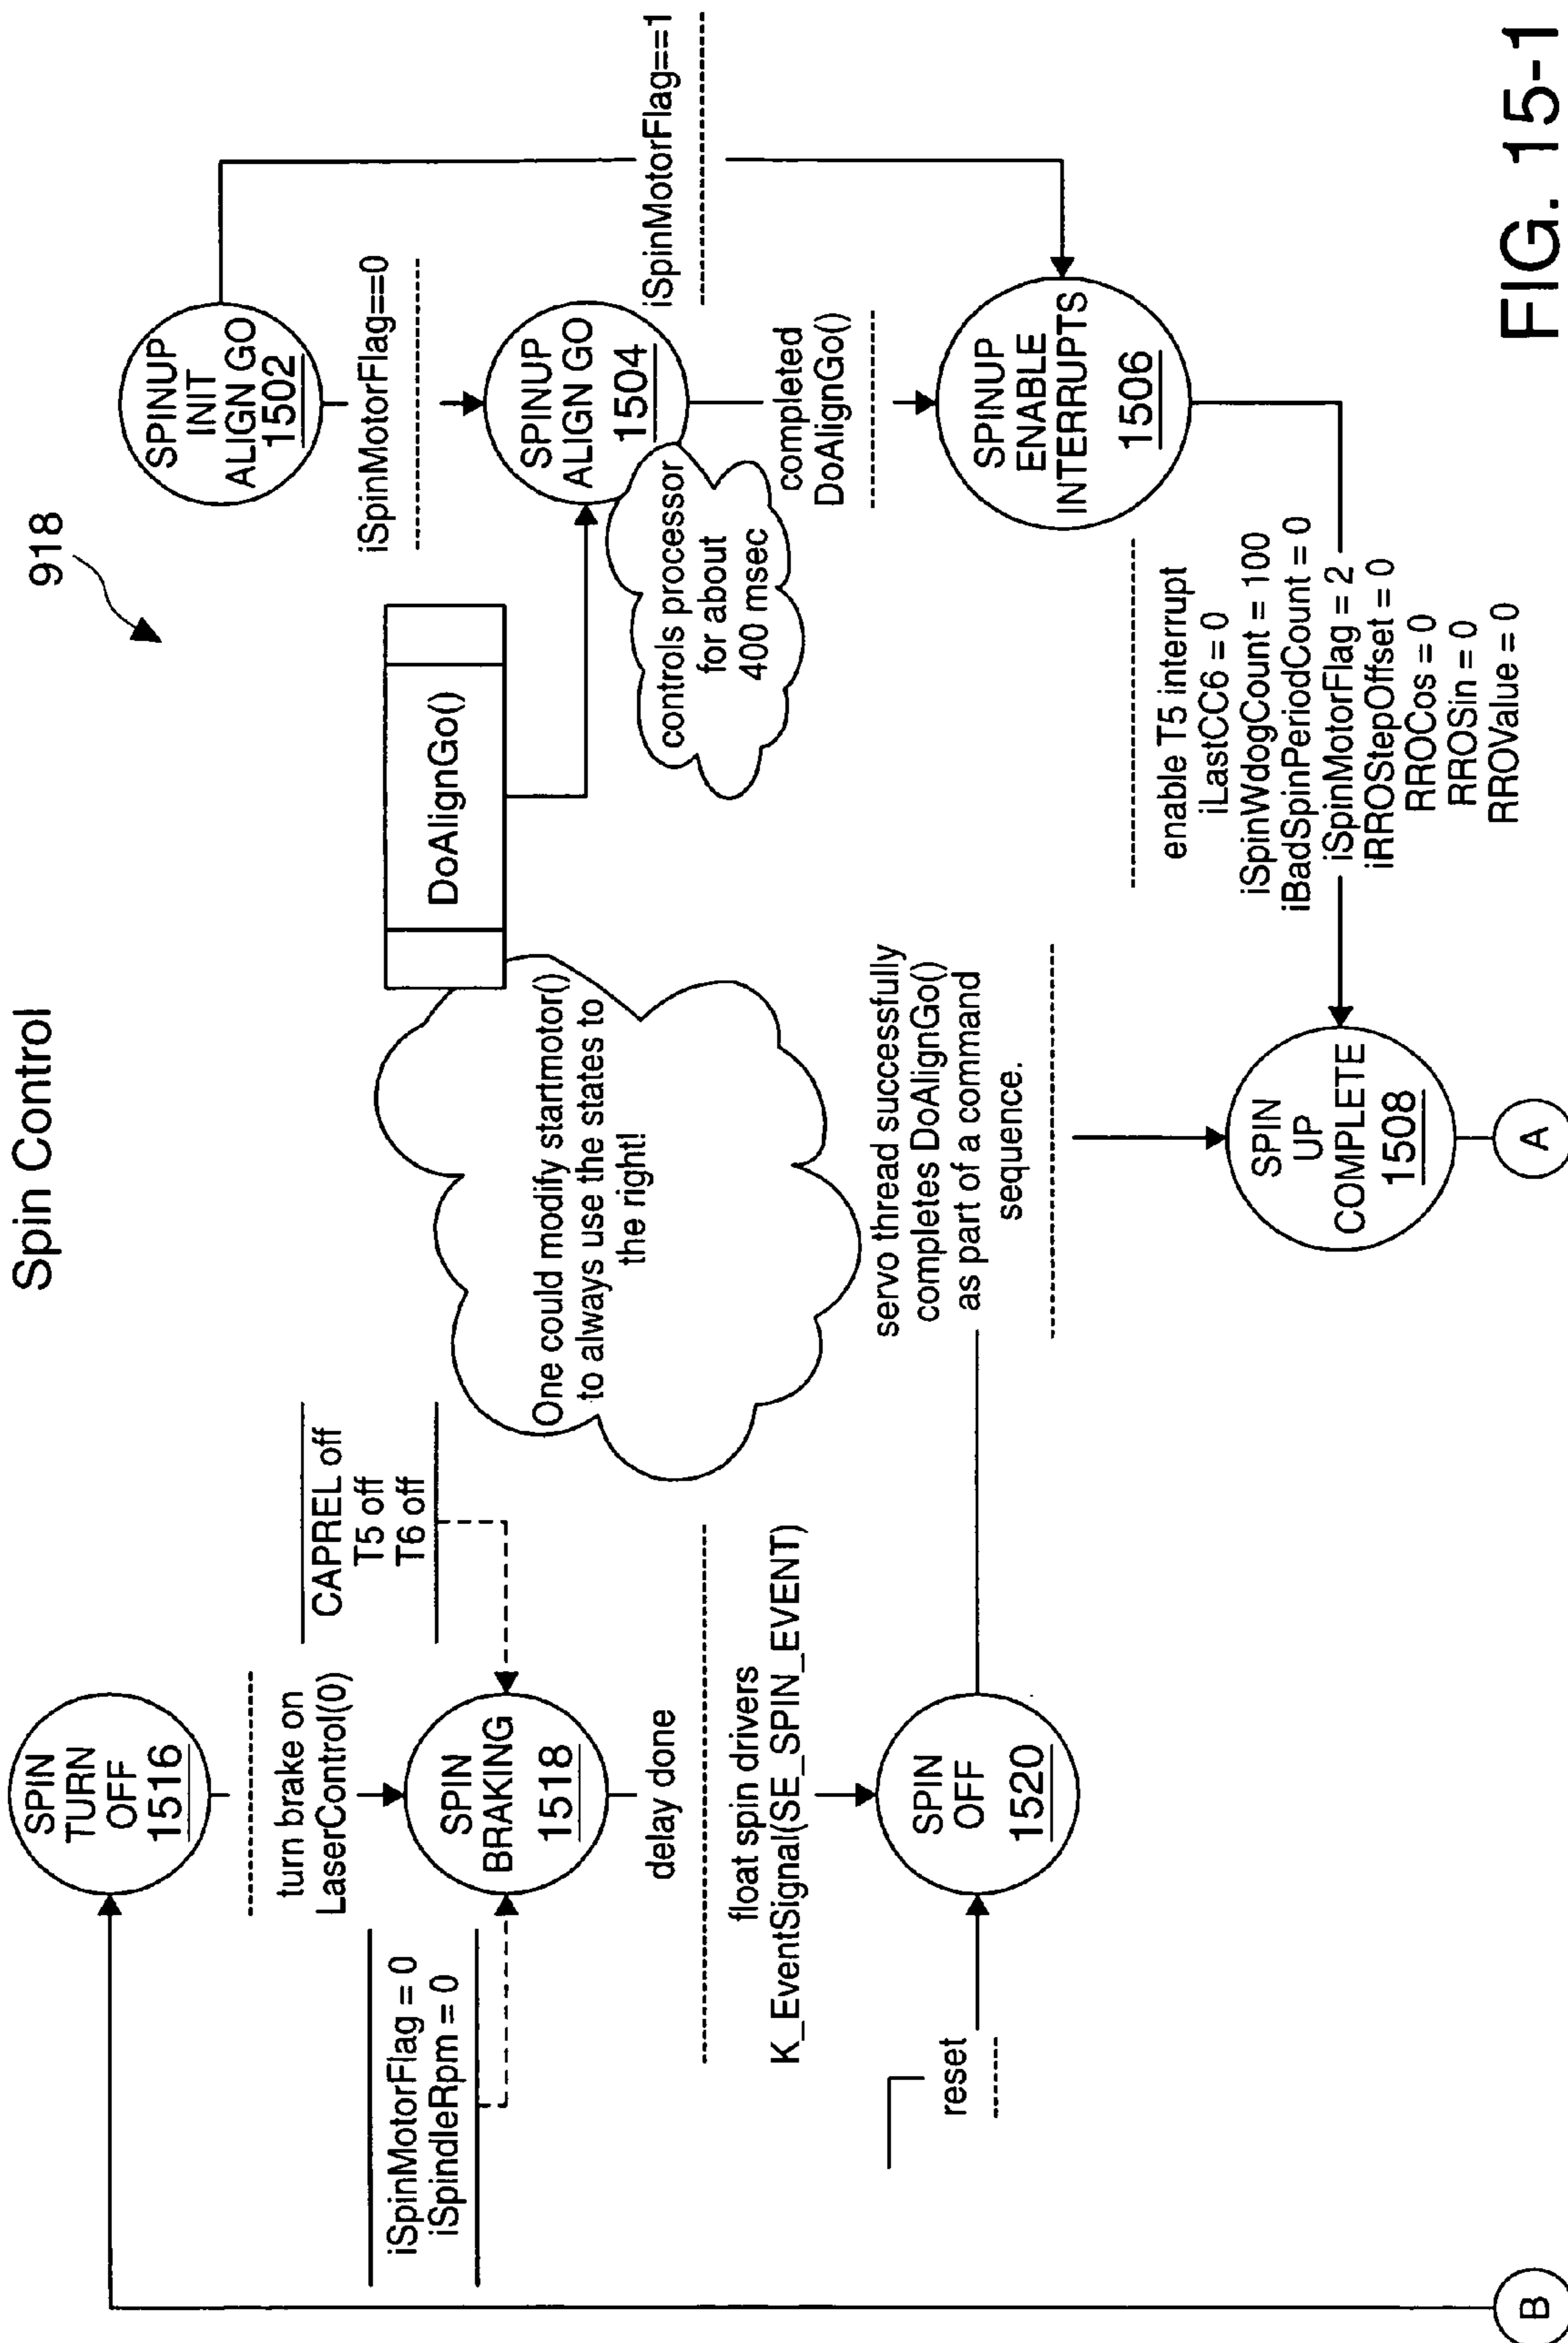 Spin Control
918
SPIN
TURN
OFF
1516
turn brake on
LaserControl(0)
CAPREL off
T5 off
T6 off
iSpinMotorFlag = 0
iSpindleRpm = 0
SPIN
BRAKING
1518
delay done
float spin drivers
K_EventSignal(SE_SPIN_EVENT)
reset
SPIN
OFF
1520
One could modify startmotor()
to always use the states to
the right!
DoAlignGo()
servo thread successfully
completes DoAlignGo()
as part of a command
sequence.
SPINUP
INIT
ALIGN GO
1502
iSpinMotorFlag==0
SPINUP
ALIGN GO
1504
controls processor
for about
400 msec
iSpinMotorFlag==1
completed
DoAlignGo()
SPINUP
ENABLE
INTERRUPTS
1506
enable T5 interrupt
iLastCC6 = 0
iSpinWdogCount = 100
iBadSpinPeriodCount = 0
iSpinMotorFlag = 2
iRROStepOffset = 0
RROCos = 0
RROSin = 0
RROValue = 0
SPIN
UP
COMPLETE
1508
A
B
FIG. 15-1